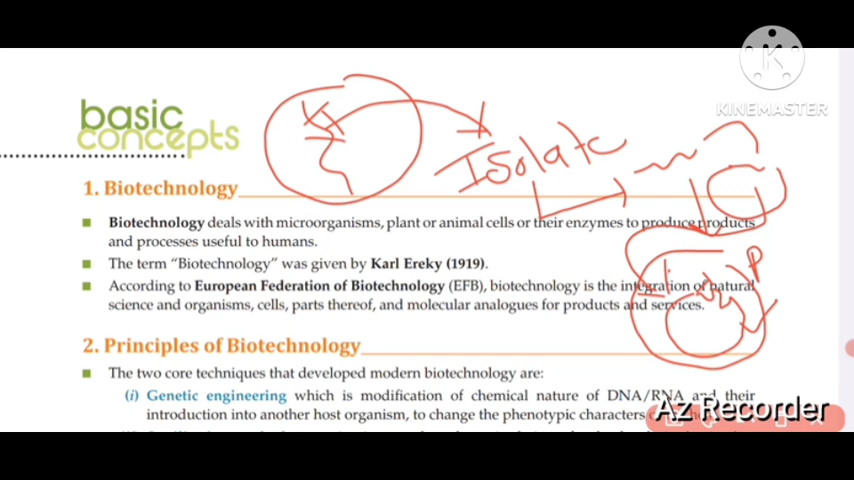 KINEMASTER
basic
concepts
Isolate
1. Biotechnology
Biotechnology deals with microorganisms, plant or animal cells or their enzymes to produce products
and processes useful to humans.
The term “Biotechnology” was given by Karl Ereky (1919).
P
According to European Federation of Biotechnology (EFB), biotechnology is the integration of natural
science and organisms, cells, parts thereof, and molecular analogues for products and services.
2. Principles of Biotechnology
The two core techniques that developed modern biotechnology are:
(i) Genetic engineering which is modification of chemical nature of DNA/RNA and their
introduction into another host organism, to change the phenotypic characters
Az Recorder